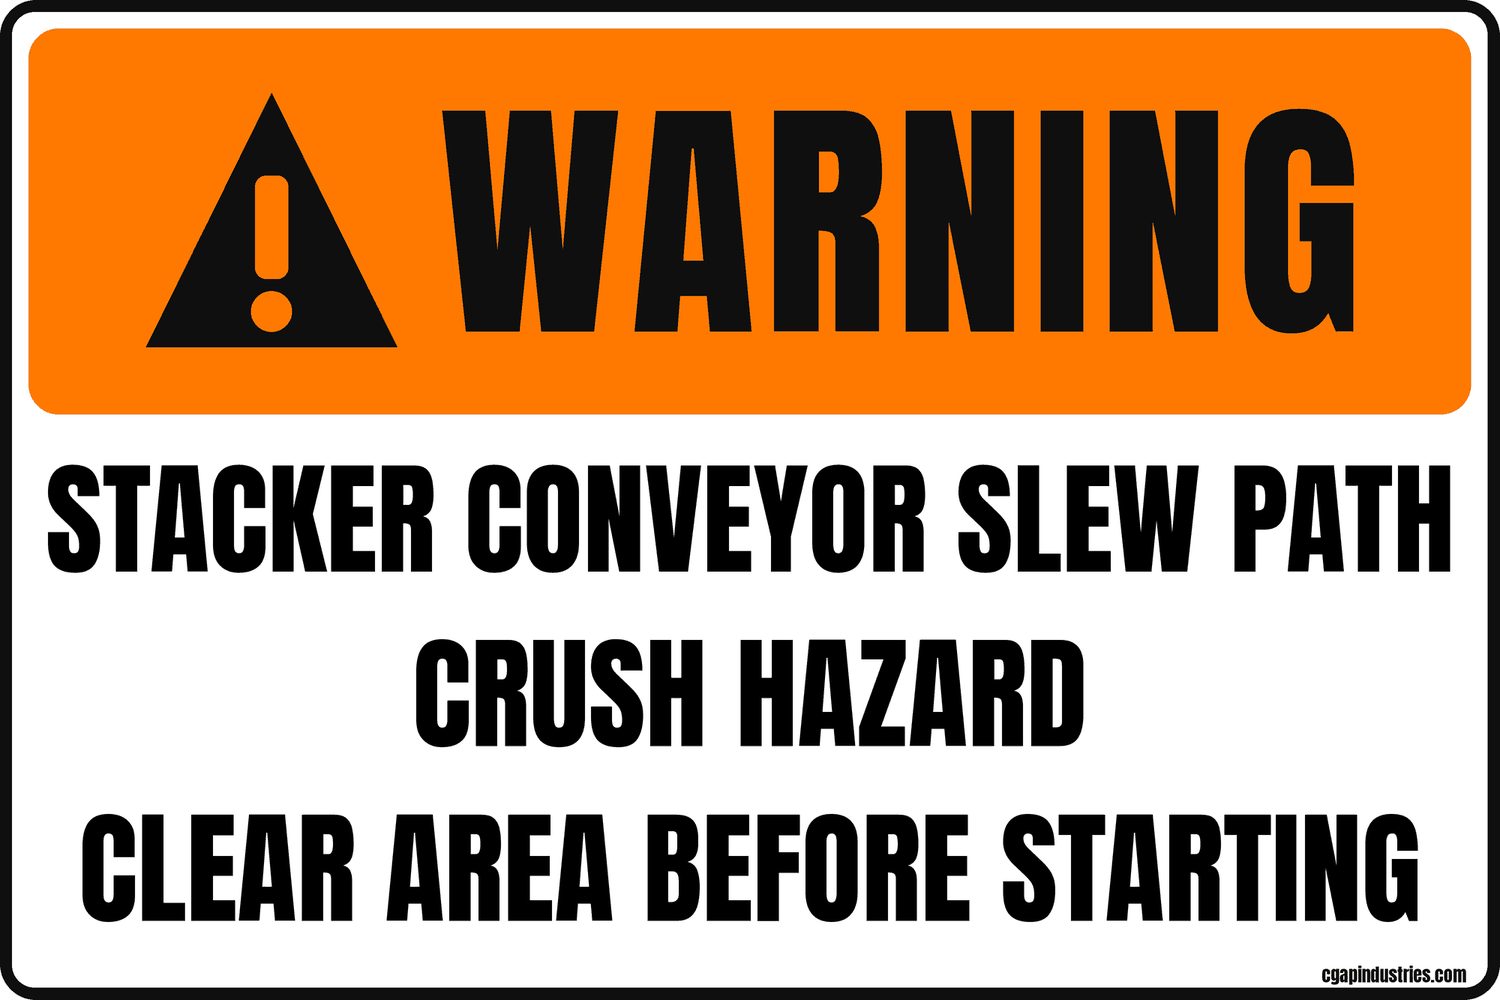 WARNING
STACKER CONVEYOR SLEW PATH
CRUSH HAZARD
CLEAR AREA BEFORE STARTING
cgapindustries.com